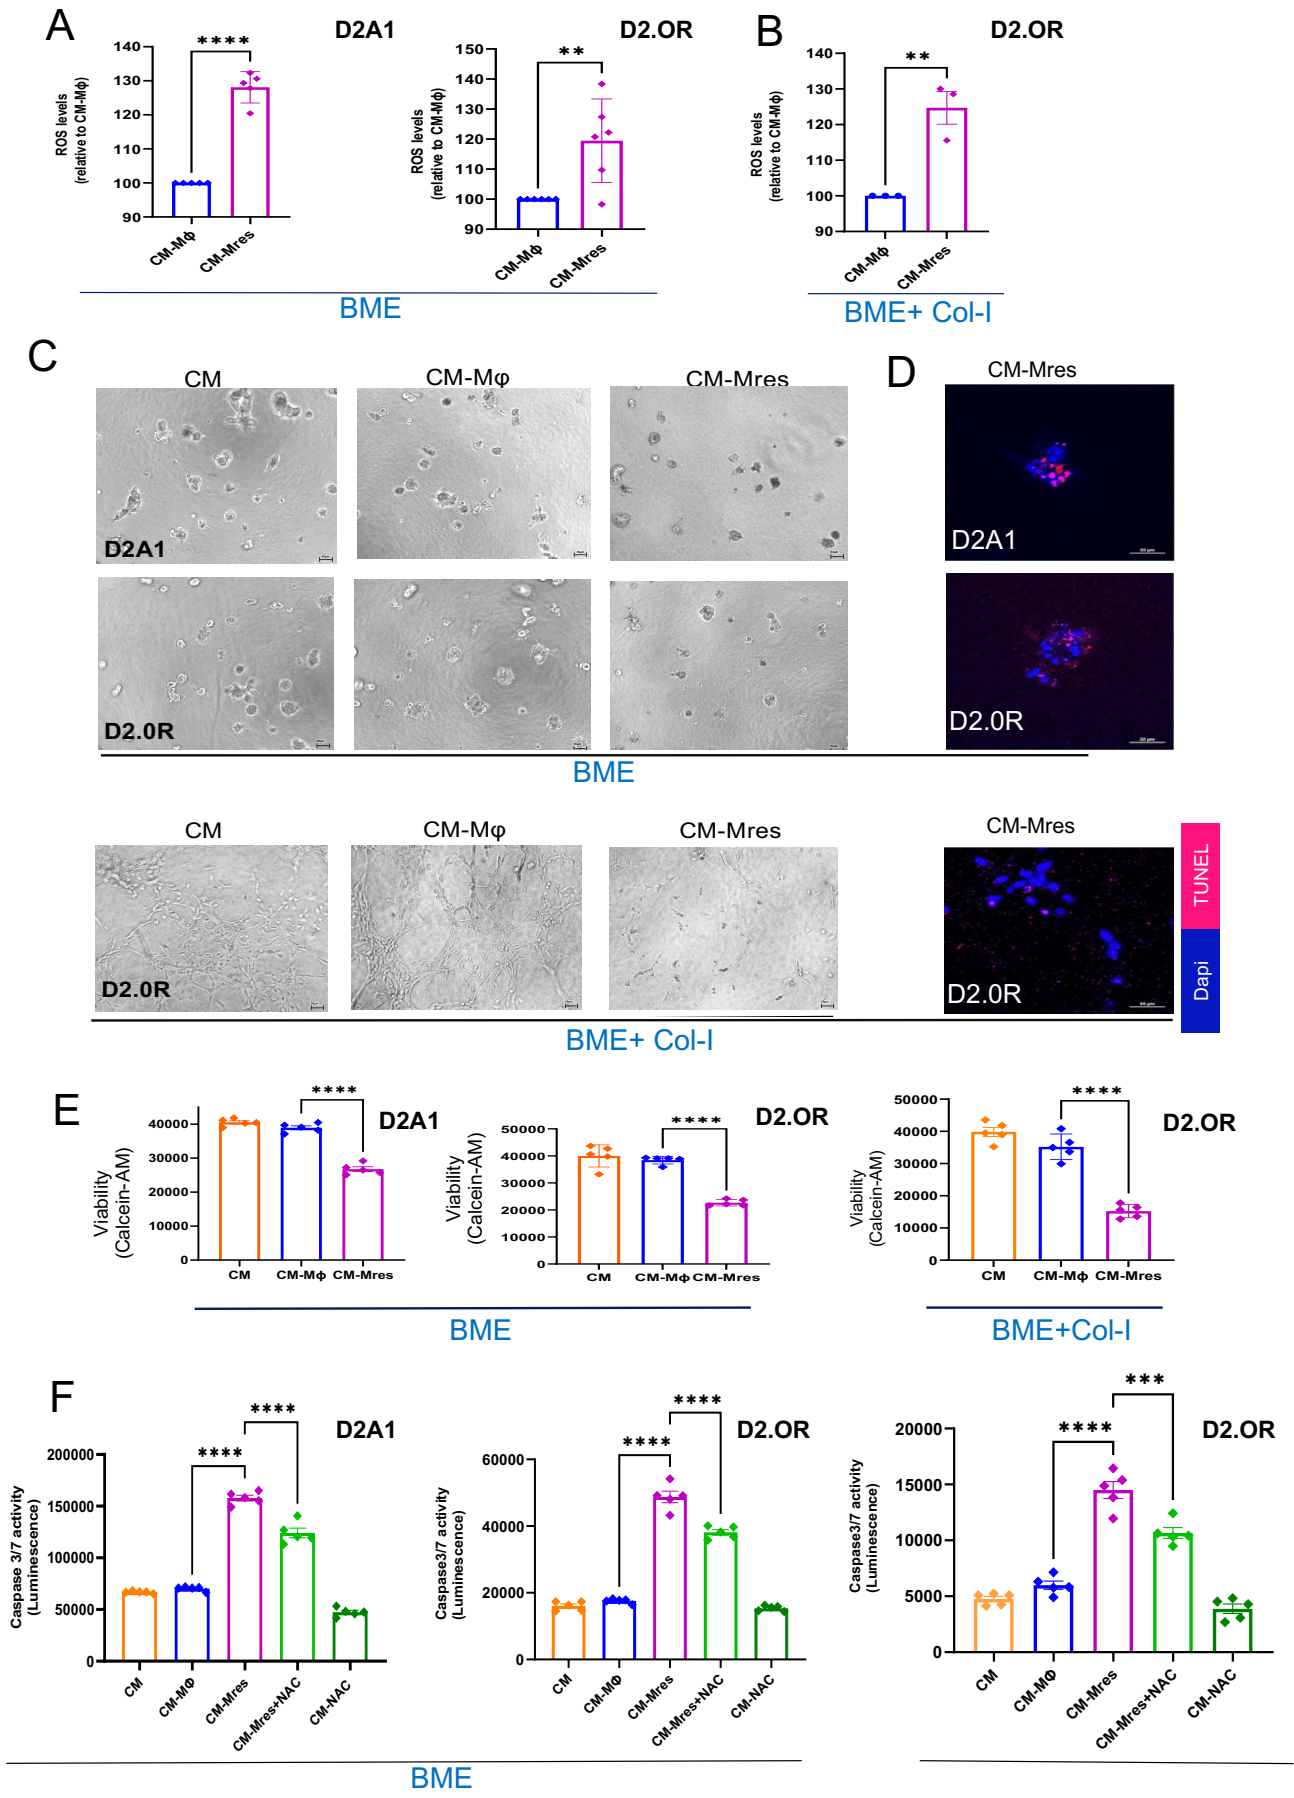 A
D2A1
D2.OR
B
D2.OR
****
140
130
120
110
100
90
ROS levels
(relative to CM-Mϕ)
CM-Mϕ
CM-Mres
**
150
140
130
120
110
100
90
ROS levels
(relative to CM-Mϕ)
CM-Mϕ
CM-Mres
**
140
130
120
110
100
90
ROS levels
(relative to CM-Mϕ)
CM-Mϕ
CM-Mres
BME
BME+ Col-I
C
CM
CM-Mφ
CM-Mres
D
CM-Mres
D2A1
D2A1
D2.0R
D2.0R
50 µm
50 µm
BME
CM
CM-Mφ
CM-Mres
CM-Mres
D2.0R
D2.0R
TUNEL
Dapi
BME+ Col-I
E
D2A1
D2.OR
D2.OR
****
40000
30000
20000
10000
0
Viability
(Calcein-AM)
CM
CM-Mϕ
CM-Mres
****
50000
40000
30000
20000
10000
0
Viability
(Calcein-AM)
CM
CM-Mϕ
CM-Mres
****
50000
40000
30000
20000
10000
0
Viability
(Calcein-AM)
CM
CM-Mϕ
CM-Mres
BME
BME+Col-I
F
D2A1
D2.OR
D2.OR
****
****
200000
150000
100000
50000
0
Caspase 3/7 activity
(Luminescence)
CM
CM-MΦ
CM-Mres
CM-Mres+NAC
CM-NAC
****
****
60000
40000
20000
0
Caspase3/7 activity
(Luminescence)
CM
CM-MΦ
CM-Mres
CM-Mres+NAC
CM-NAC
***
****
20000
15000
10000
5000
0
Caspase3/7 activity
(Luminescence)
CM
CM-MΦ
CM-Mres
CM-Mres+NAC
CM-NAC
BME